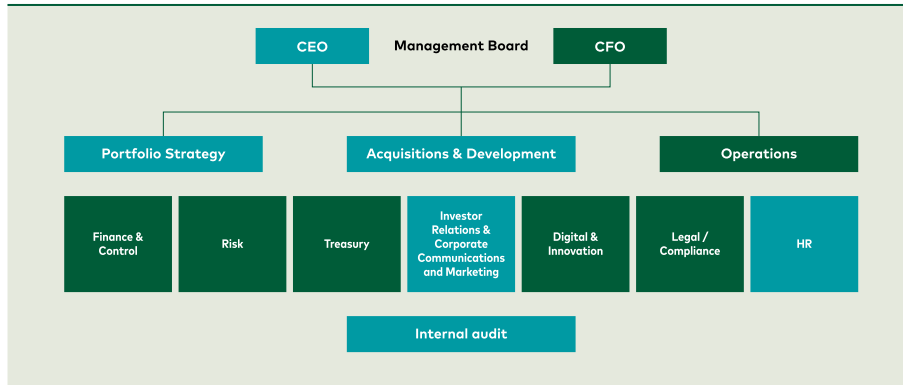 CEO
Management Board
CFO
Portfolio Strategy
Acquisitions & Development
Operations
Finance &
Control
Risk
Treasury
Investor
Relations &
Corporate
Communications
and Marketing
Digital &
Innovation
Legal /
Compliance
HR
Internal audit